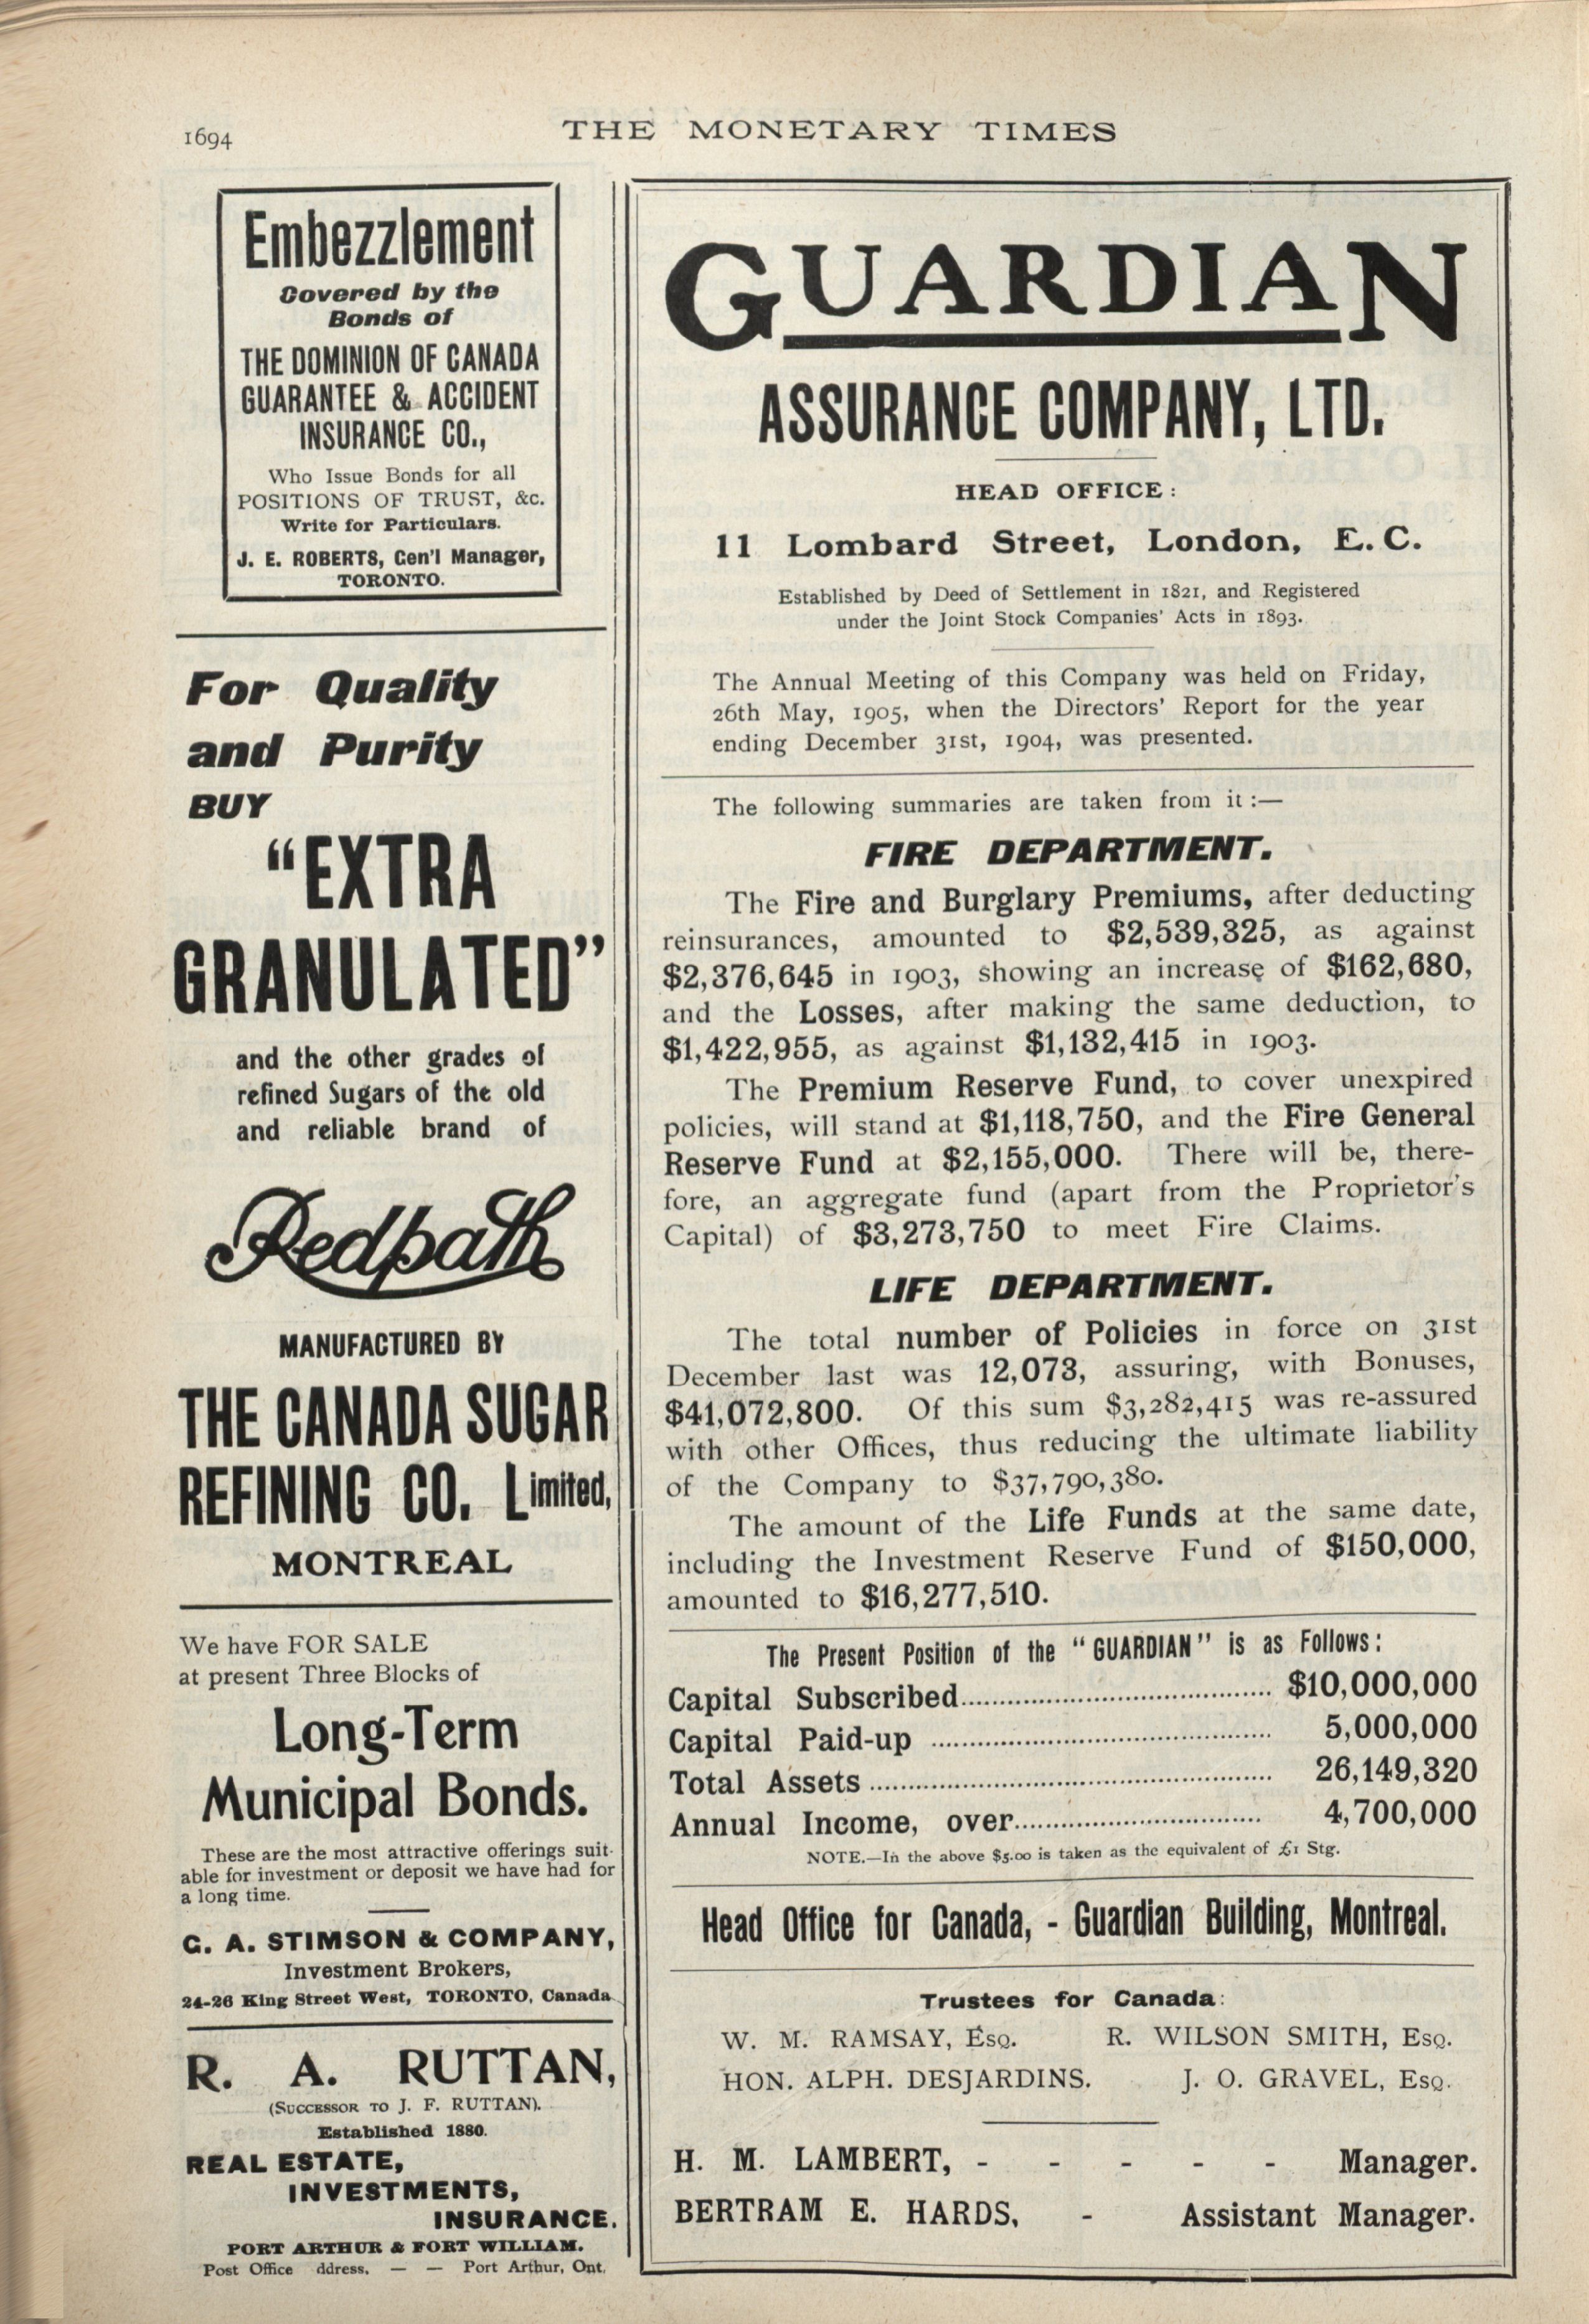 1694
THE MONETARY TIMES
Embezzlement
Covered by the
Bonds of
THE DOMINION OF CANADA
GUARANTEE & ACCIDENT
INSURANCE CO.,
Who Issue Bonds for all
POSITIONS OF TRUST, &c.
Write for Particulars.
J. E. ROBERTS, Gen'l Manager,
TORONTO.
For Quality
and Purity
BUY
"EXTRA
GRANULATED"
and the other grades of
refined Sugars of the old
and reliable brand of
Redpath
MANUFACTURED BY
THE CANADA SUGAR
REFINING CO. Limited,
MONTREAL
We have FOR SALE
at present Three Blocks of
Long-Term
Municipal Bonds.
These are the most attractive offerings suit-
able for investment or deposit we have had for
a long time.
G. A. STIMSON & COMPANY,
Investment Brokers,
24-26 King Street West, TORONTO, Canada
R. A. RUTTAN,
(SUCCESSOR TO J. F. RUTTAN).
Established 1880.
REAL ESTATE,
INVESTMENTS,
INSURANCE.
PORT ARTHUR & FORT WILLIAM.
Post Office ddress. — — Port Arthur, Ont.
GUARDIAN
ASSURANCE COMPANY, LTD.
HEAD OFFICE:
11 Lombard Street, London, E. C.
Established by Deed of Settlement in 1821, and Registered
under the Joint Stock Companies' Acts in 1893.
The Annual Meeting of this Company was held on Friday,
26th May, 1905, when the Directors' Report for the year
ending December 31st, 1904, was presented.
The following summaries are taken from it:—
FIRE DEPARTMENT.
The Fire and Burglary Premiums, after deducting
reinsurances, amounted to $2,539,325, as against
$2,376,645 in 1903, showing an increase of $162,680,
and the Losses, after making the same deduction, to
$1,422,955, as against $1,132,415 in 1903.
The Premium Reserve Fund, to cover unexpired
policies, will stand at $1,118,750, and the Fire General
Reserve Fund at $2,155,000. There will be, there-
fore, an aggregate fund (apart from the Proprietor's
Capital) of $3,273,750 to meet Fire Claims.
LIFE DEPARTMENT.
The total number of Policies in force on 31st
December last was 12,073, assuring, with Bonuses,
$41,072,800. Of this sum $3,282,415 was re-assured
with other Offices, thus reducing the ultimate liability
of the Company to $37,790,380.
The amount of the Life Funds at the same date,
including the Investment Reserve Fund of $150,000,
amounted to $16,277,510.
The Present Position of the "GUARDIAN" is as Follows:
Capital Subscribed........................................ $10,000,000
Capital Paid-up ............................................ 5,000,000
Total Assets .................................................... 26,149,320
Annual Income, over................................ 4,700,000
NOTE.—In the above $5.00 is taken as the equivalent of £1 Stg.
Head Office for Canada, - Guardian Building, Montreal.
Trustees for Canada:
W. M. RAMSAY, ESQ. R. WILSON SMITH, ESQ.
HON. ALPH. DESJARDINS. J. O. GRAVEL, ESQ.
H. M. LAMBERT, - - - - - Manager.
BERTRAM E. HARDS, - Assistant Manager.